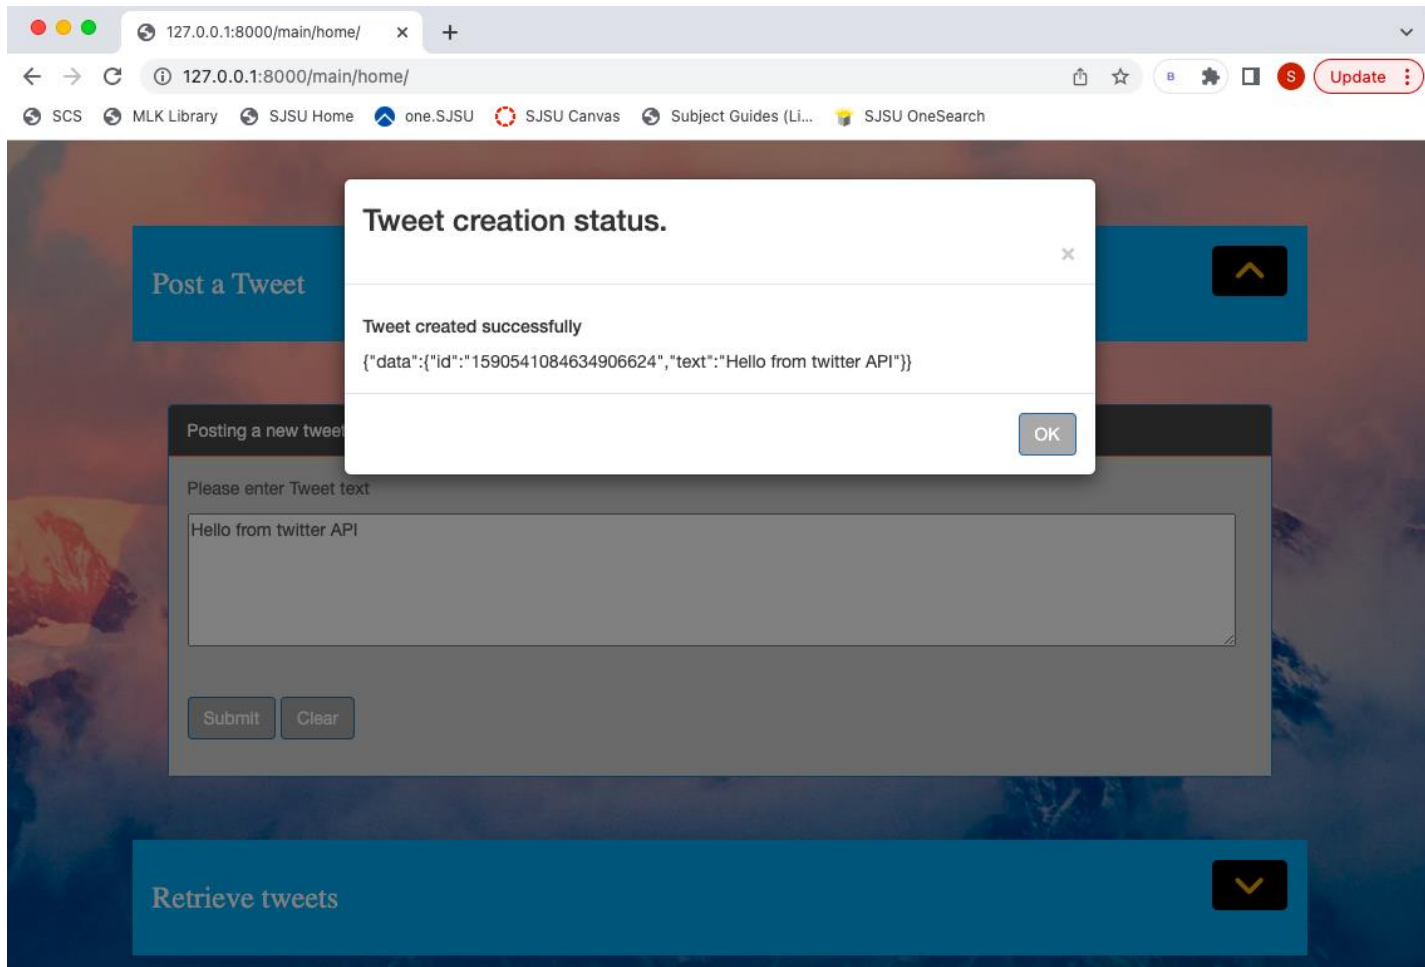 127.0.0.1:8000/main/home/
127.0.0.1:8000/main/home/
B
S
Update
SCS MLK Library SJSU Home one.SJSU SJSU Canvas Subject Guides (Li... SJSU OneSearch
Tweet creation status.
×
Post a Tweet
Tweet created successfully
{"data":{"id":"1590541084634906624","text":"Hello from twitter API"}}
OK
Posting a new tweet
Please enter Tweet text
Hello from twitter API
Submit Clear
Retrieve tweets